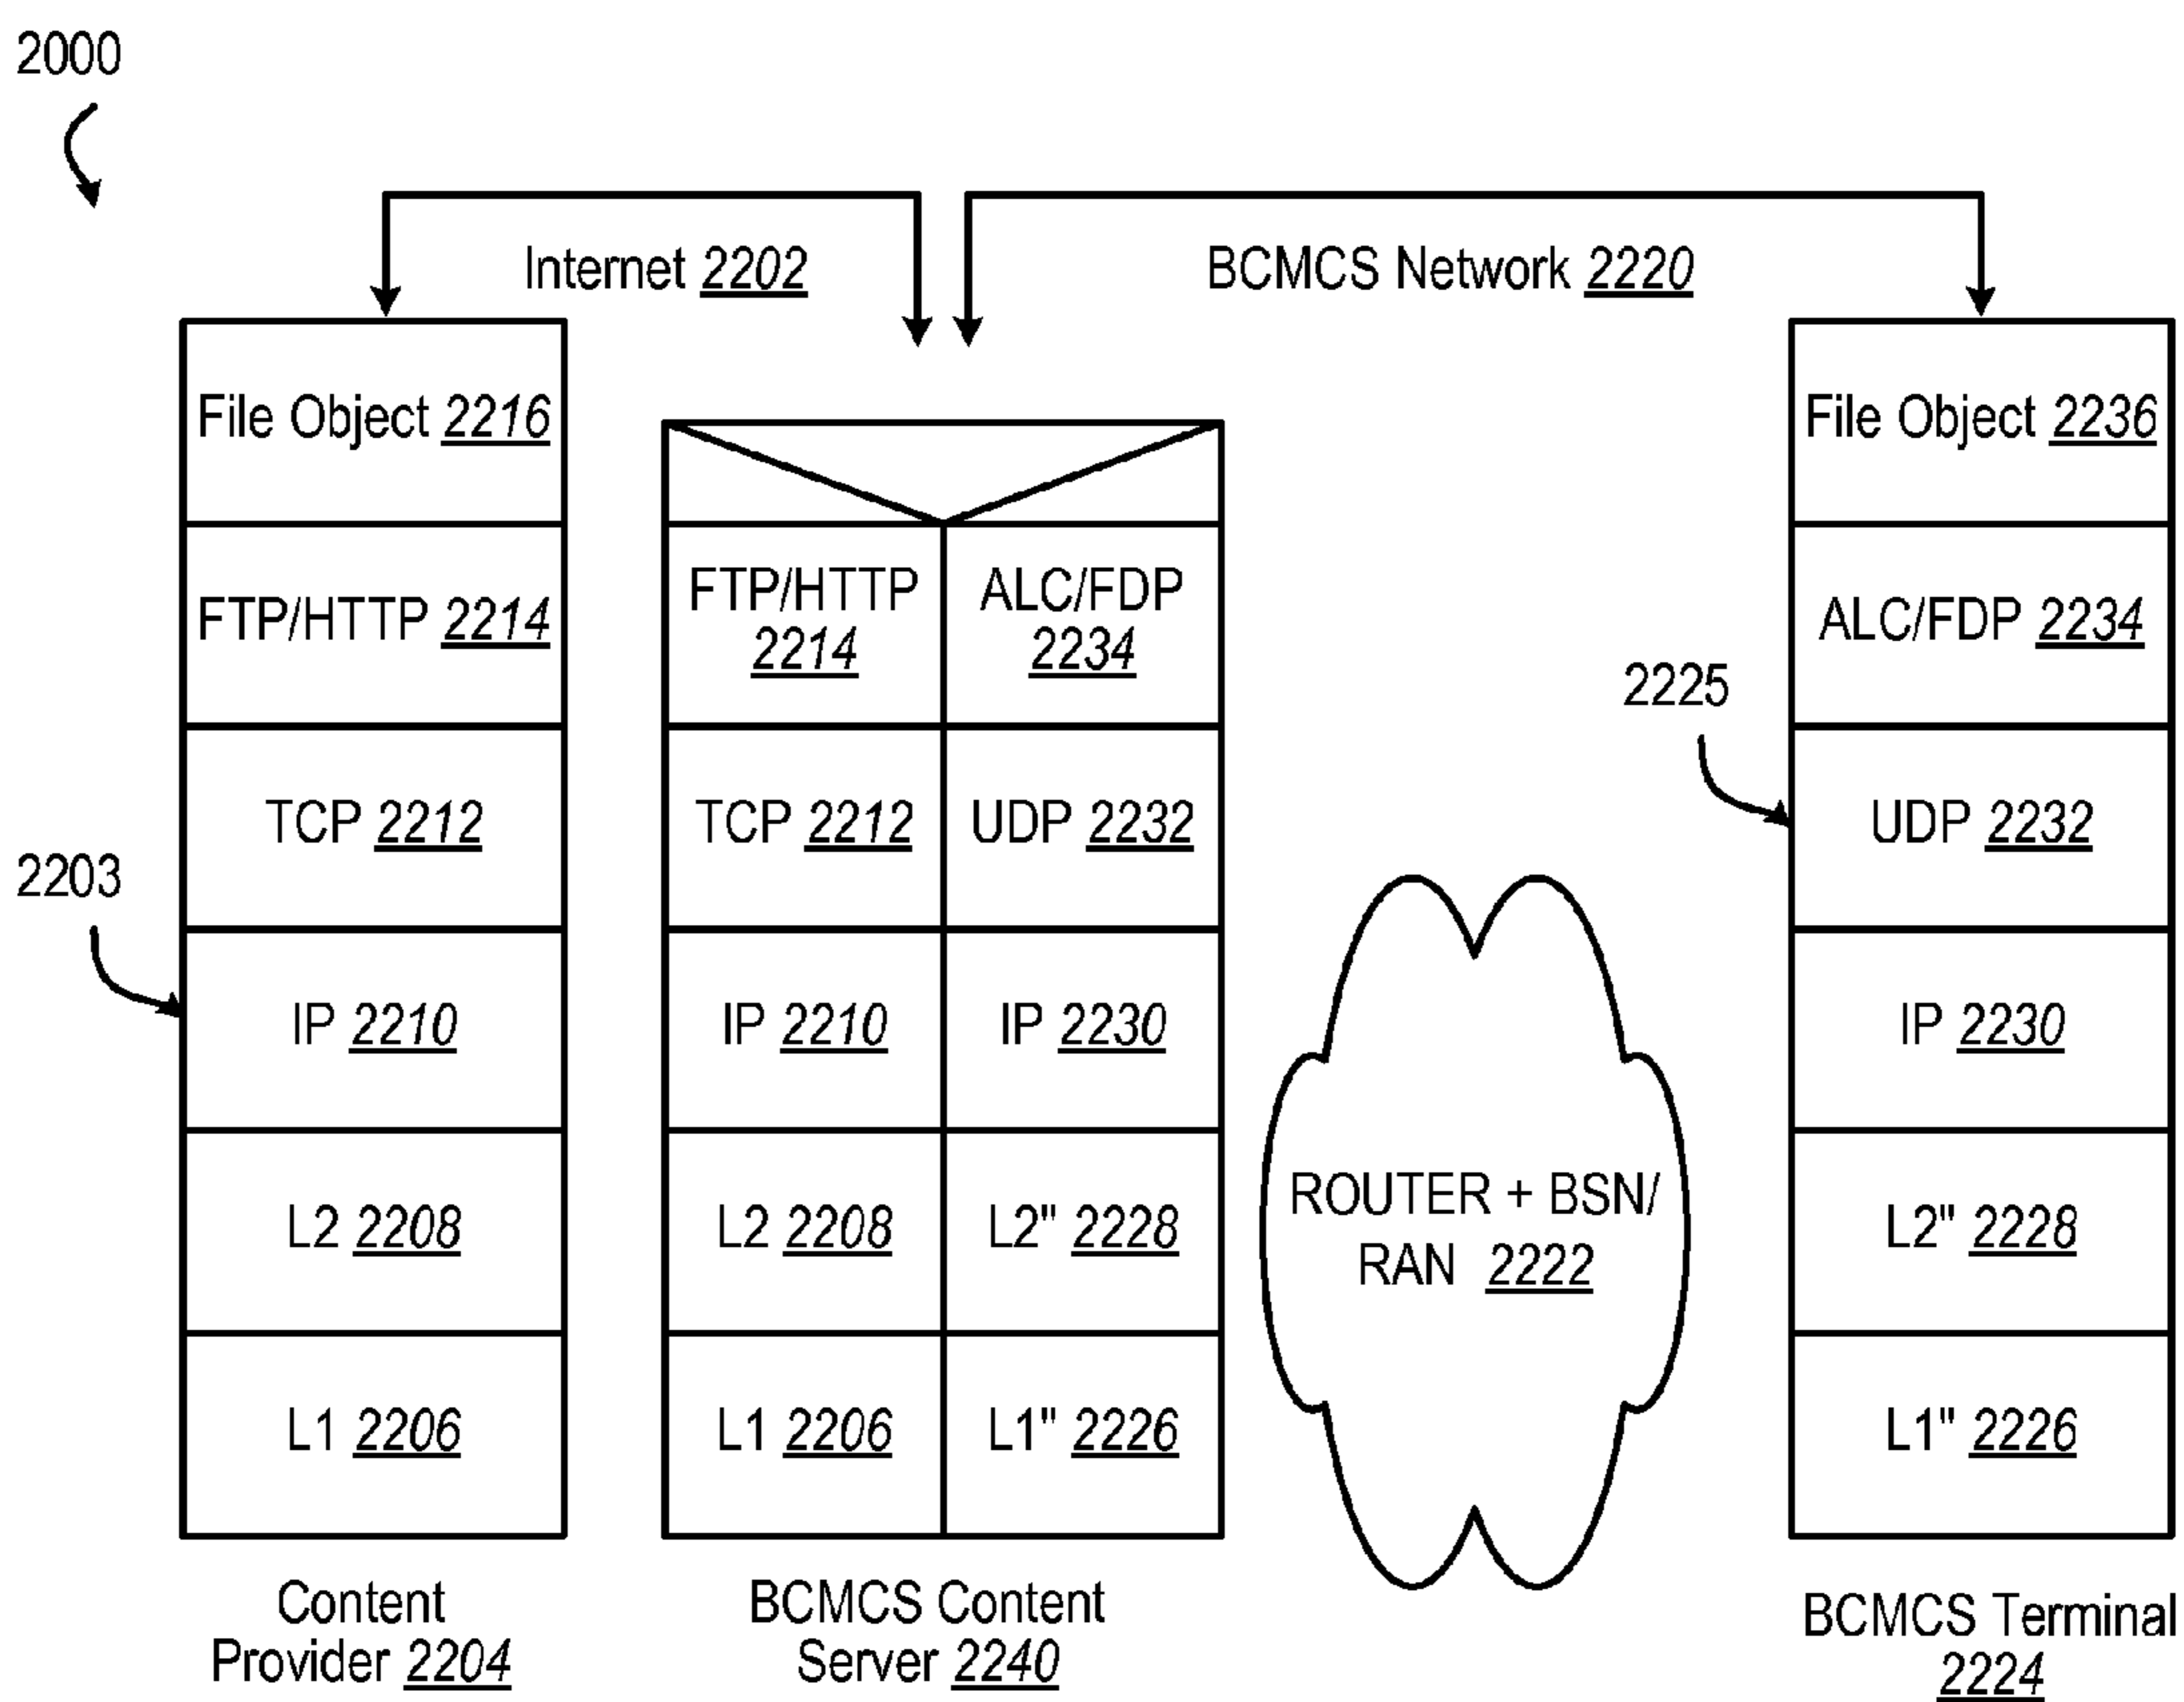 2000
Internet 2202
BCMCS Network 2220
File Object 2216
FTP/HTTP 2214
TCP 2212
2203
IP 2210
L2 2208
L1 2206
Content
Provider 2204
FTP/HTTP
2214
ALC/FDP
2234
TCP 2212
UDP 2232
IP 2210
IP 2230
L2 2208
L2" 2228
L1 2206
L1" 2226
BCMCS Content
Server 2240
ROUTER + BSN/
RAN 2222
File Object 2236
ALC/FDP 2234
2225
UDP 2232
IP 2230
L2" 2228
L1" 2226
BCMCS Terminal
2224